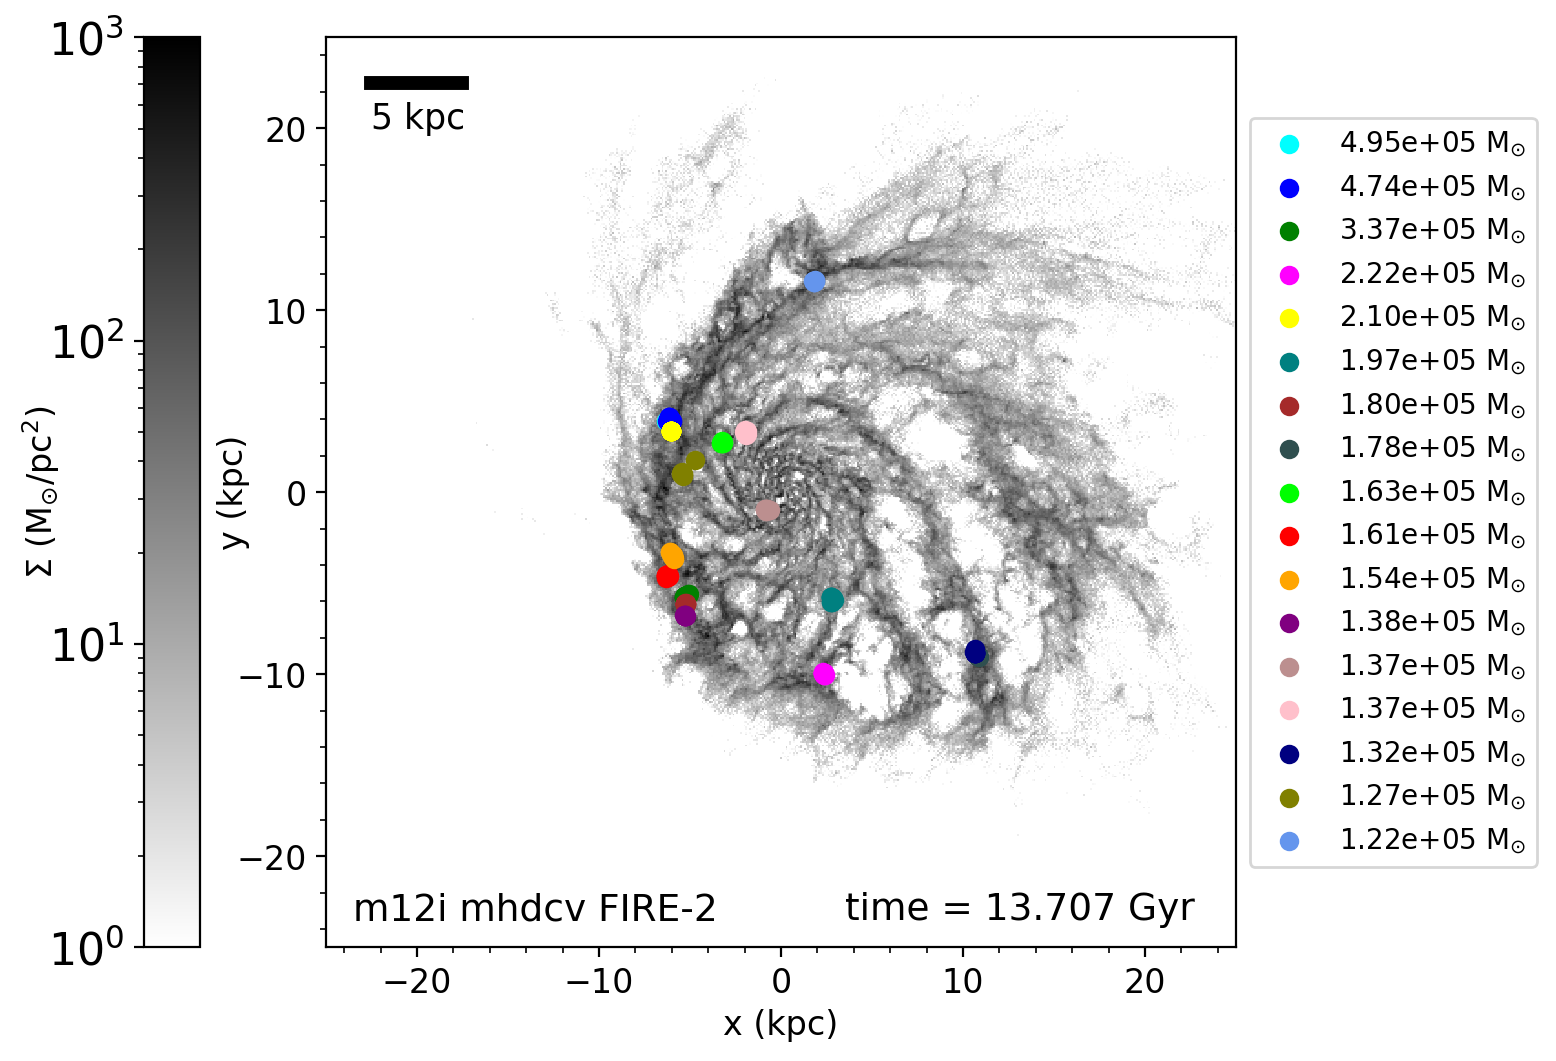 10³
10²
10¹
10⁰
Σ (M⊙/pc²)
y (kpc)
20
10
0
−10
−20
5 kpc
m12i mhdcv FIRE-2
time = 13.707 Gyr
−20 −10 0 10 20
x (kpc)
4.95e+05 M⊙
4.74e+05 M⊙
3.37e+05 M⊙
2.22e+05 M⊙
2.10e+05 M⊙
1.97e+05 M⊙
1.80e+05 M⊙
1.78e+05 M⊙
1.63e+05 M⊙
1.61e+05 M⊙
1.54e+05 M⊙
1.38e+05 M⊙
1.37e+05 M⊙
1.37e+05 M⊙
1.32e+05 M⊙
1.27e+05 M⊙
1.22e+05 M⊙